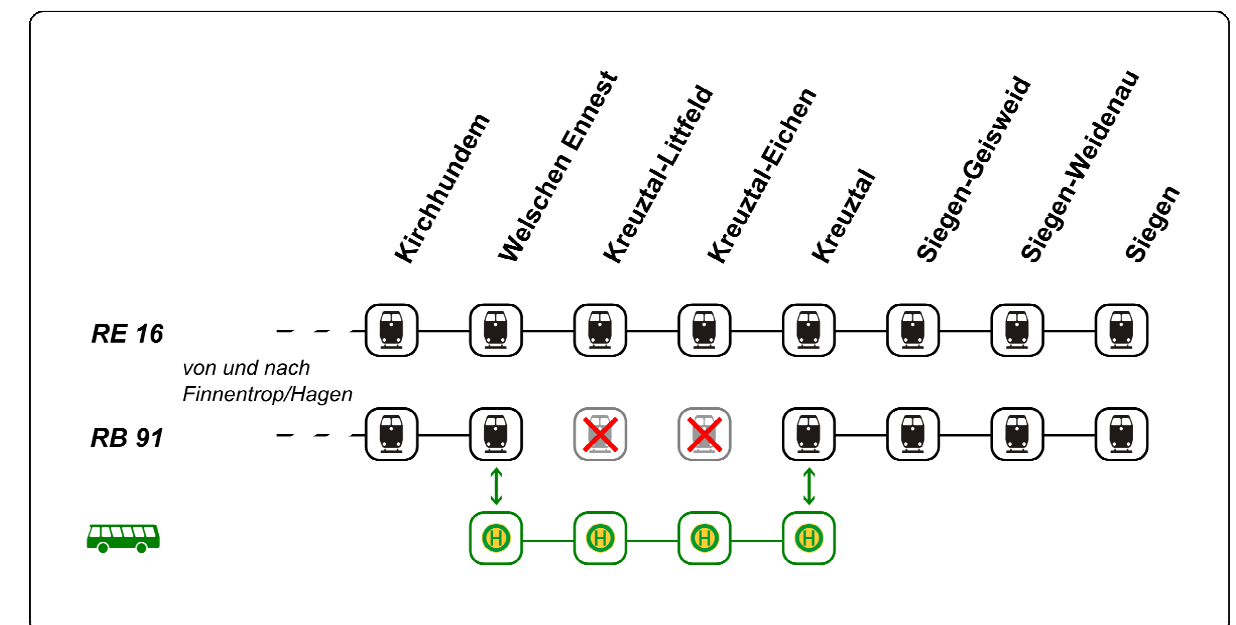 Kirchhundem
Welschen Ennest
Kreuztal-Littfeld
Kreuztal-Eichen
Kreuztal
Siegen-Geisweid
Siegen-Weidenau
Siegen
RE 16
von und nach
Finnentrop/Hagen
RB 91
H
H
H
H